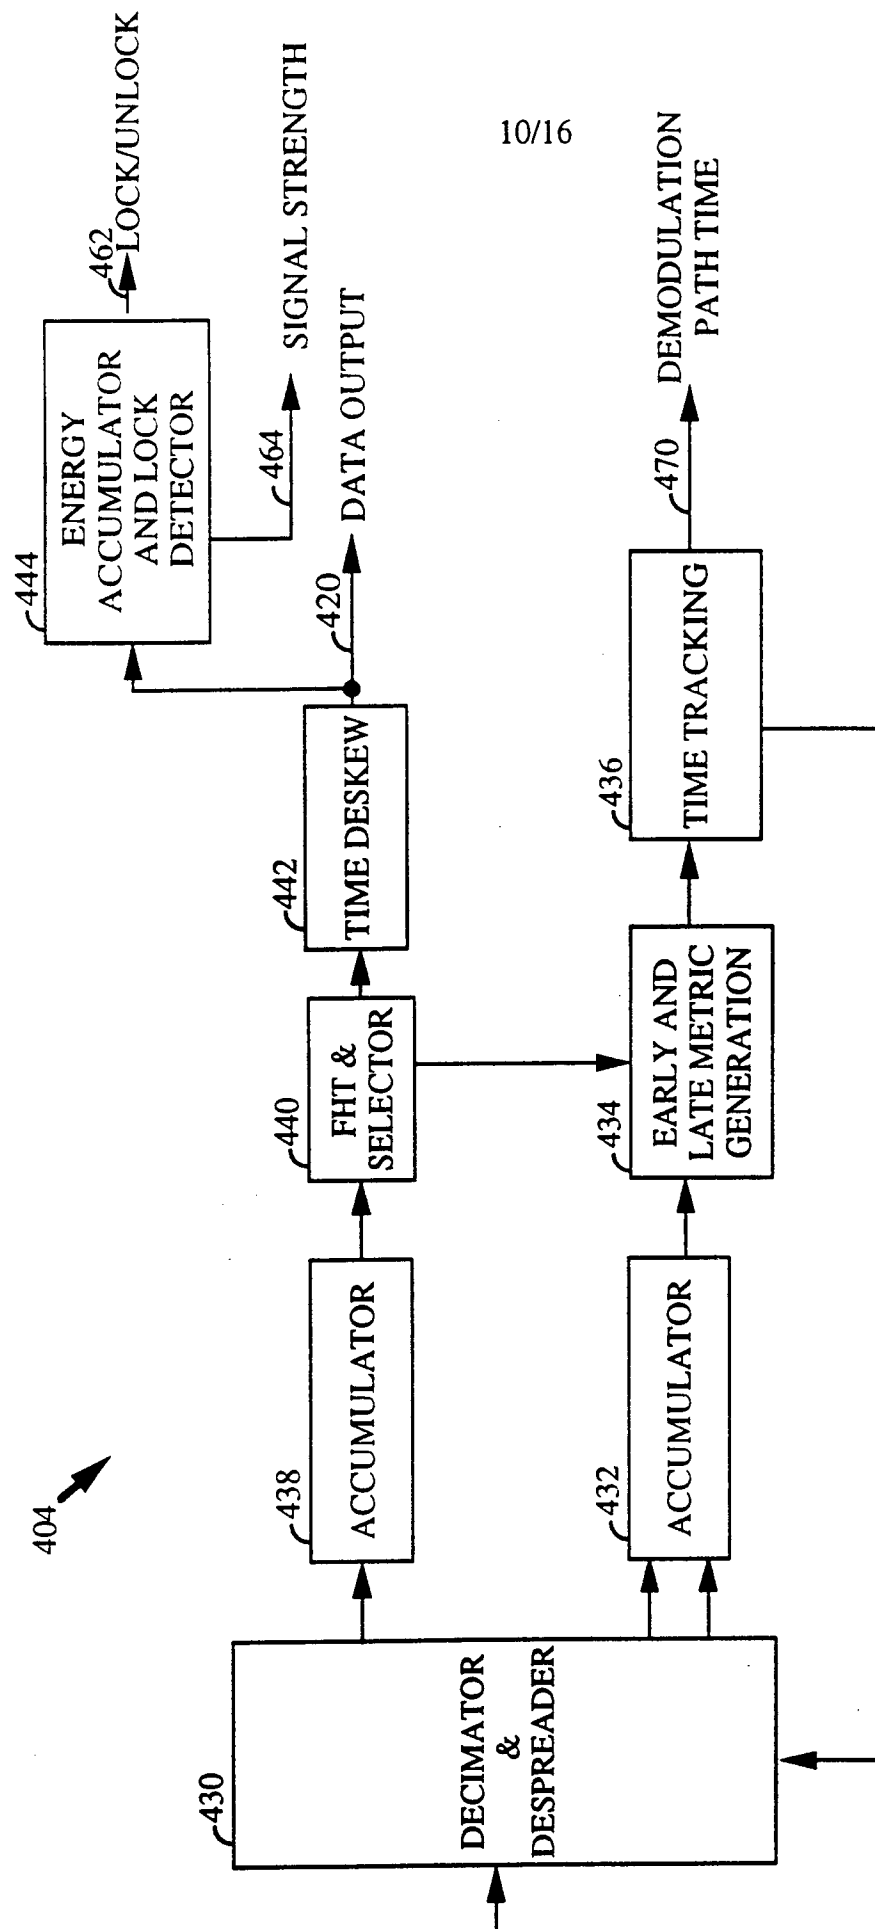 10/16
404
430
DECIMATOR
&
DESPREADER
438
ACCUMULATOR
432
ACCUMULATOR
440
FHT &
SELECTOR
434
EARLY AND
LATE METRIC
GENERATION
442
TIME DESKEW
436
TIME TRACKING
444
ENERGY
ACCUMULATOR
AND LOCK
DETECTOR
462
LOCK/UNLOCK
464
SIGNAL STRENGTH
420
DATA OUTPUT
470
DEMODULATION
PATH TIME